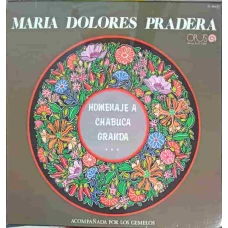 MARIA DOLORES PRADERA
OPUS
HOMENAJE A
CHABUCA
GRANDA
...
ACOMPAÑADA POR LOS GEMELOS